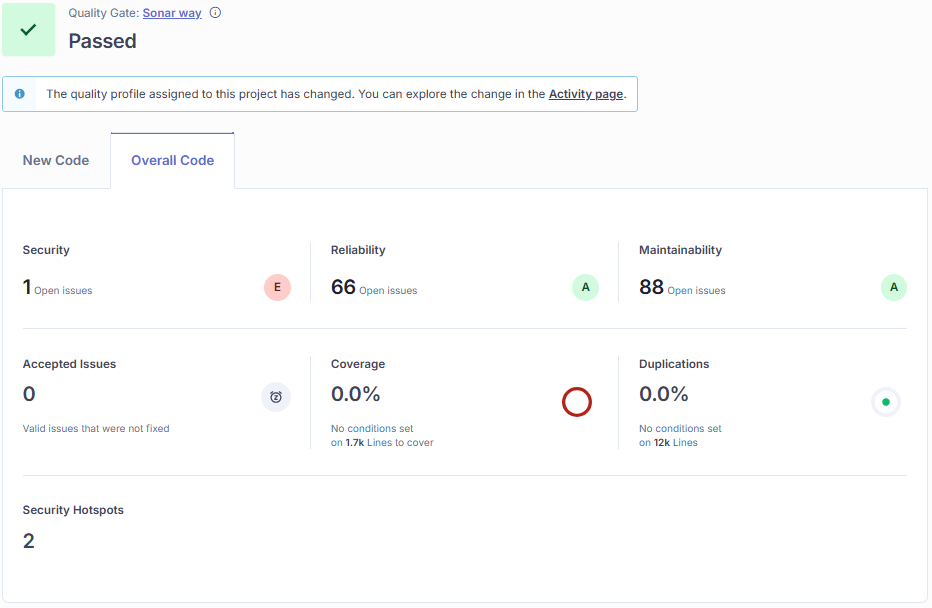 Quality Gate: Sonar way
Passed
The quality profile assigned to this project has changed. You can explore the change in the Activity page.
New Code
Overall Code
Security
1 Open issues
E
Reliability
66 Open issues
A
Maintainability
88 Open issues
A
Accepted Issues
0
Valid issues that were not fixed
Coverage
0.0%
No conditions set
on 1.7k Lines to cover
Duplications
0.0%
No conditions set
on 12k Lines
Security Hotspots
2